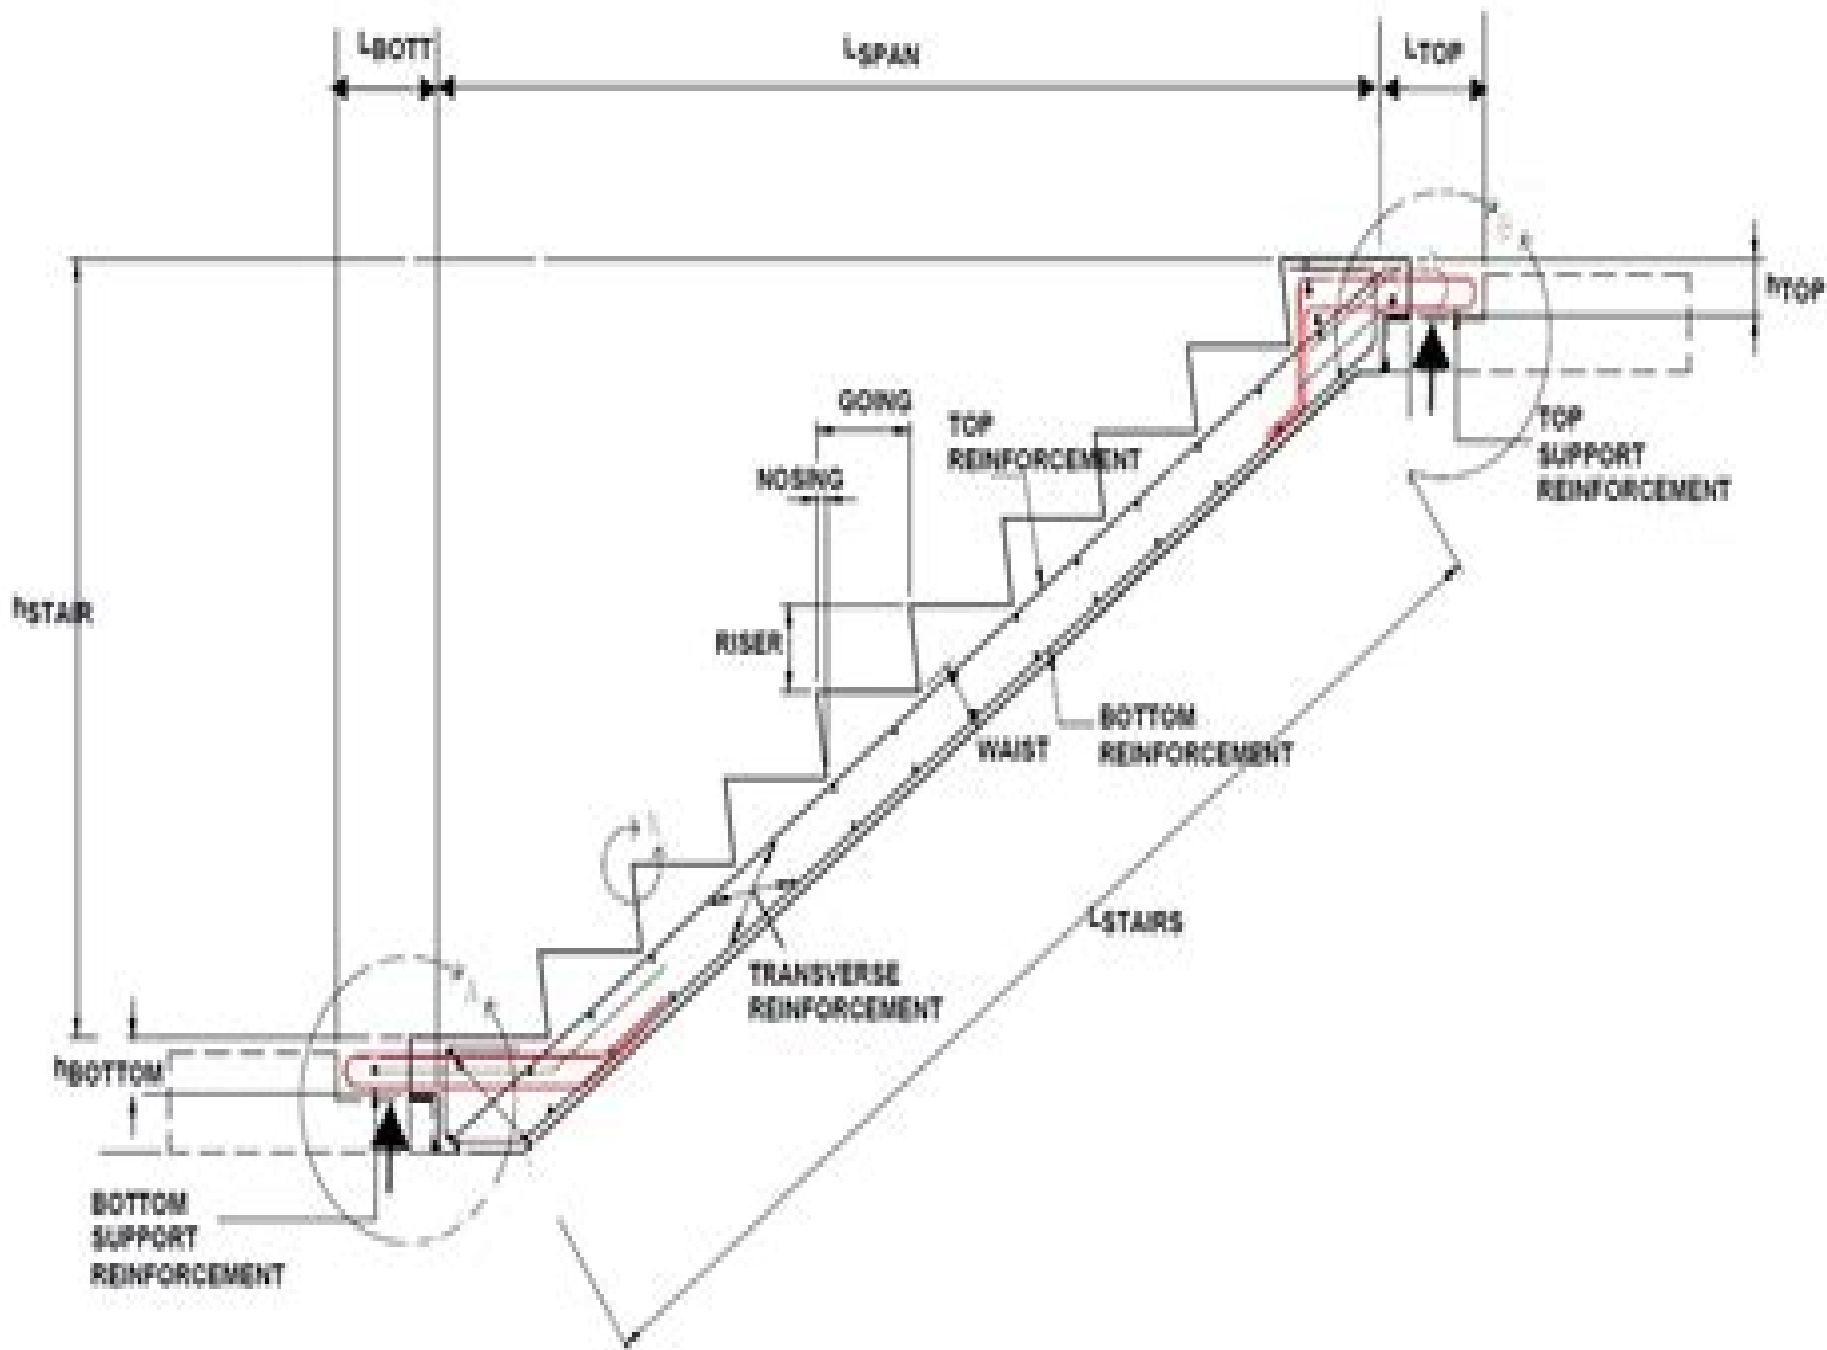 LBOTT
LSPAN
LTOP
hTOP
GOING
TOP
REINFORCEMENT
NOSING
TOP
SUPPORT
REINFORCEMENT
hSTAIR
RISER
BOTTOM
REINFORCEMENT
WAIST
LSTAIRS
TRANSVERSE
REINFORCEMENT
hBOTTOM
BOTTOM
SUPPORT
REINFORCEMENT